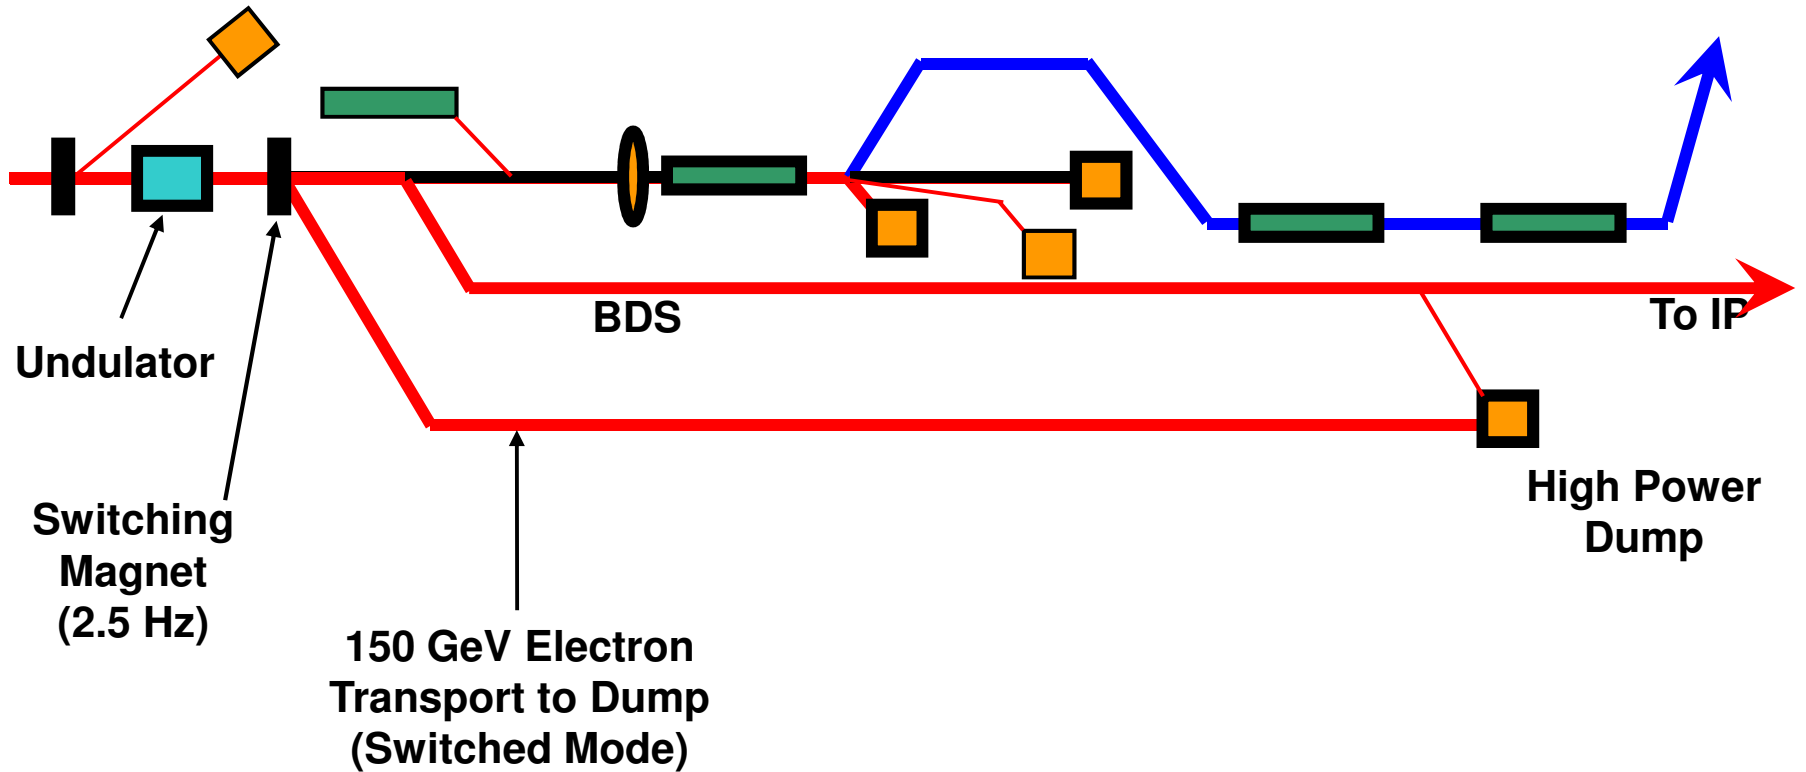 BDS
To IP
Undulator
Switching
Magnet
(2.5 Hz)
High Power
Dump
150 GeV Electron
Transport to Dump
(Switched Mode)